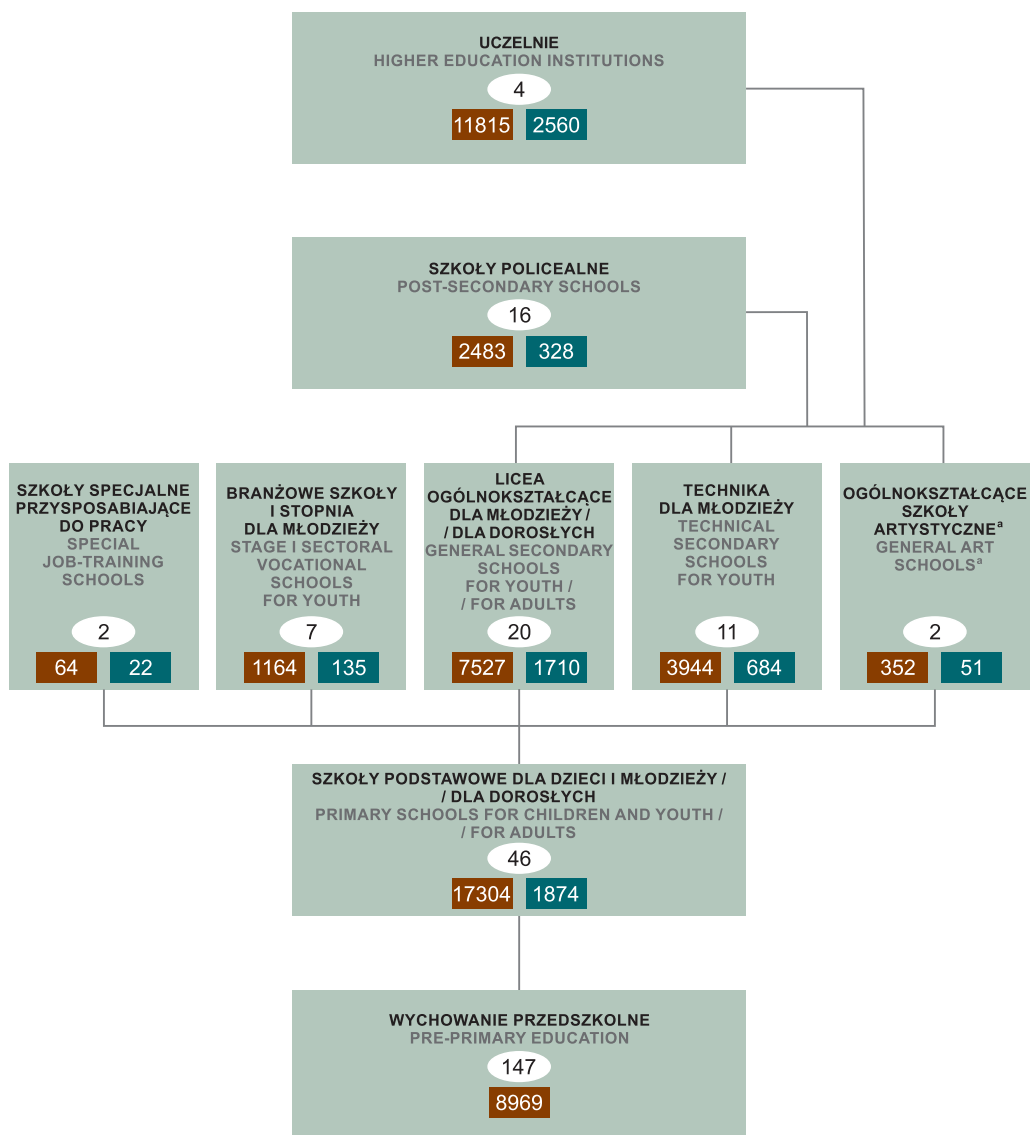 UCZELNIE
HIGHER EDUCATION INSTITUTIONS
4
11815 2560
SZKOŁY POLICEALNE
POST-SECONDARY SCHOOLS
16
2483 328
SZKOŁY SPECJALNE
PRZYSPOSABIAJĄCE
DO PRACY
SPECIAL
JOB-TRAINING
SCHOOLS
2
64 22
BRANŻOWE SZKOŁY
I STOPNIA
DLA MŁODZIEŻY
STAGE I SECTORAL
VOCATIONAL
SCHOOLS
FOR YOUTH
7
1164 135
LICEA
OGÓLNOKSZTAŁCĄCE
DLA MŁODZIEŻY /
/ DLA DOROSŁYCH
GENERAL SECONDARY
SCHOOLS
FOR YOUTH /
/ FOR ADULTS
20
7527 1710
TECHNIKA
DLA MŁODZIEŻY
TECHNICAL
SECONDARY
SCHOOLS
FOR YOUTH
11
3944 684
OGÓLNOKSZTAŁCĄCE
SZKOŁY
ARTYSTYCZNEᵃ
GENERAL ART
SCHOOLSᵃ
2
352 51
SZKOŁY PODSTAWOWE DLA DZIECI I MŁODZIEŻY /
/ DLA DOROSŁYCH
PRIMARY SCHOOLS FOR CHILDREN AND YOUTH /
/ FOR ADULTS
46
17304 1874
WYCHOWANIE PRZEDSZKOLNE
PRE-PRIMARY EDUCATION
147
8969